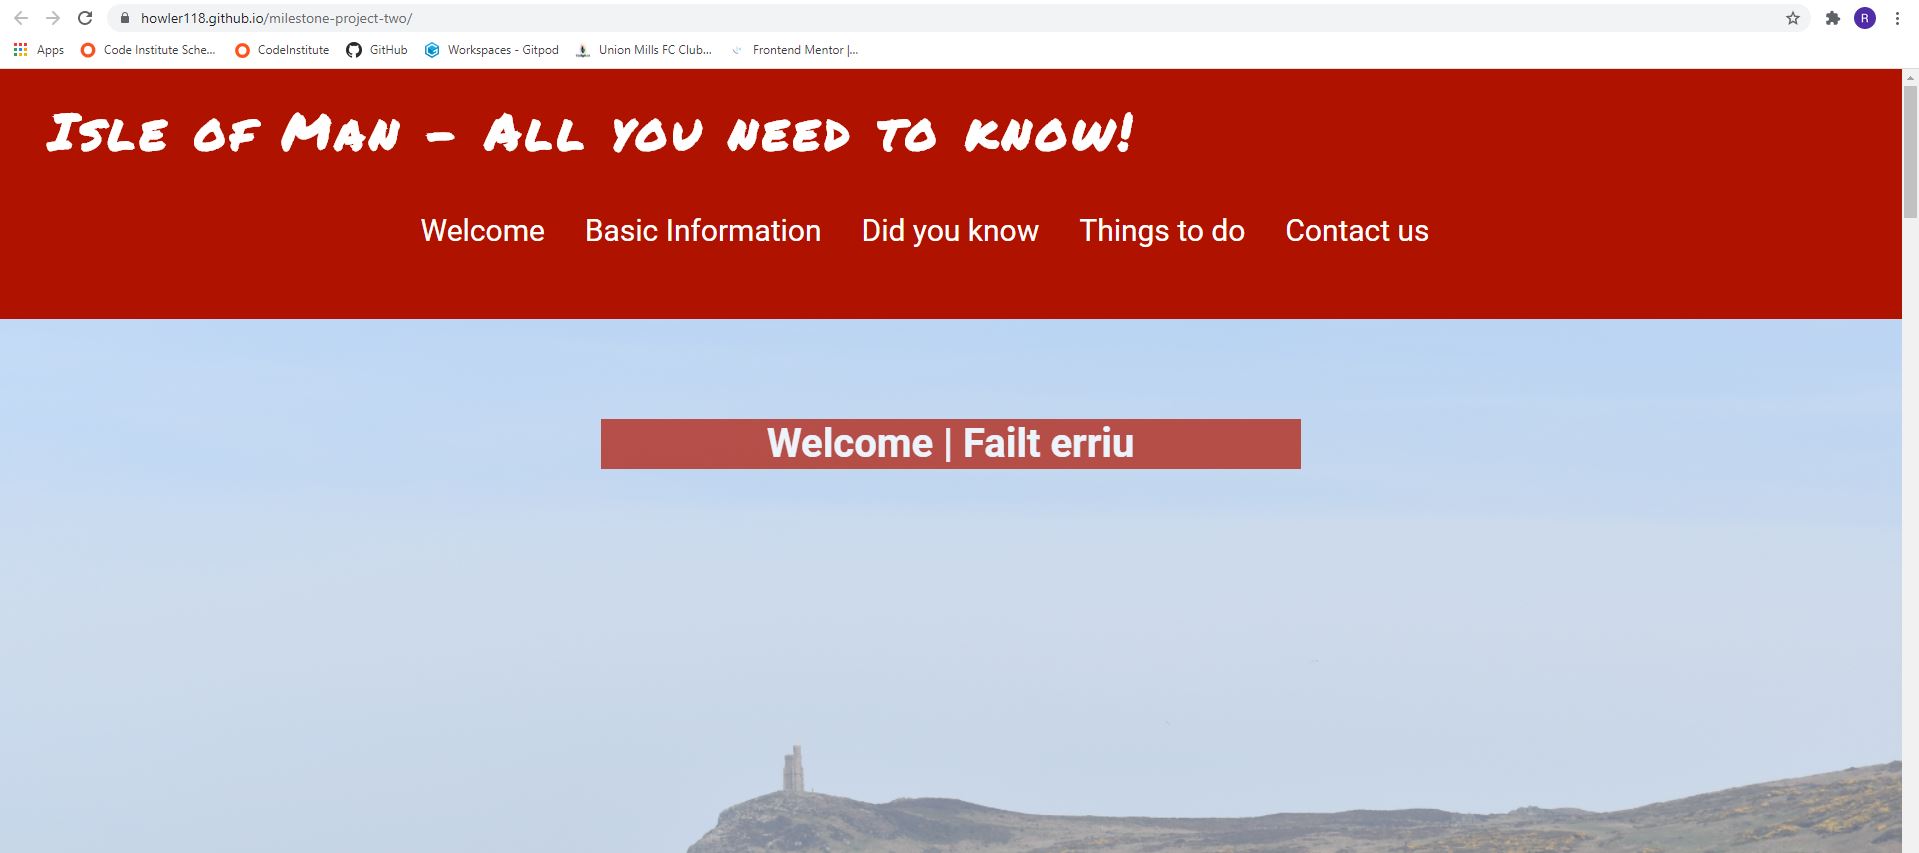 howler118.github.io/milestone-project-two/
R
Apps Code Institute Sche... CodeInstitute GitHub Workspaces - Gitpod Union Mills FC Club... Frontend Mentor |...
Isle of Man - All you need to know!
Welcome Basic Information Did you know Things to do Contact us
Welcome | Failt erriu